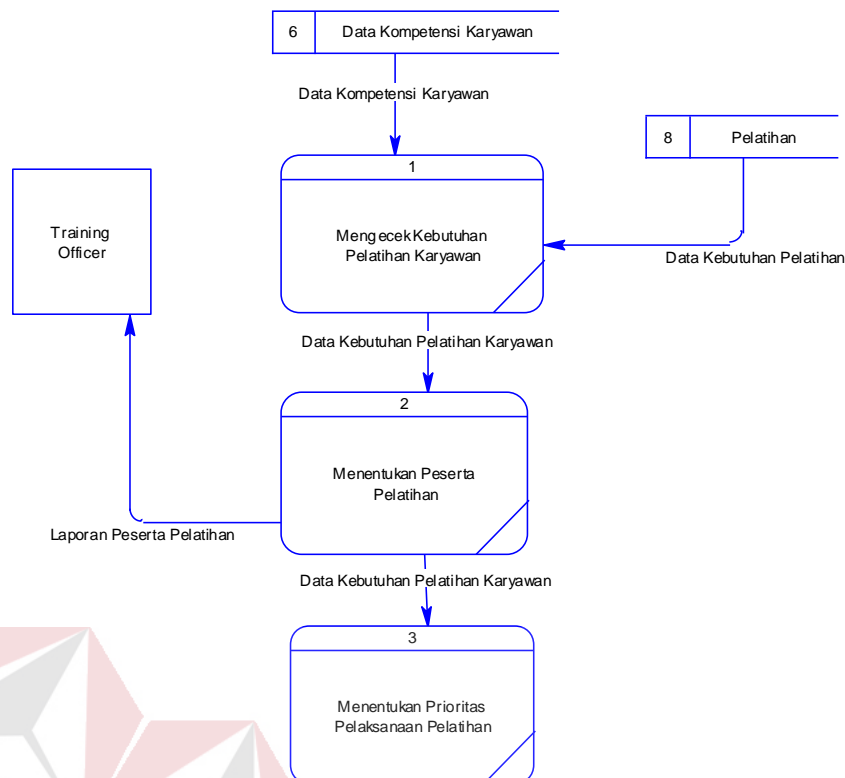 6 Data Kompetensi Karyawan
Data Kompetensi Karyawan
8 Pelatihan
1
Training
Officer
Mengecek Kebutuhan
Pelatihan Karyawan
Data Kebutuhan Pelatihan
Data Kebutuhan Pelatihan Karyawan
2
Menentukan Peserta
Pelatihan
Laporan Peserta Pelatihan
Data Kebutuhan Pelatihan Karyawan
3
Menentukan Prioritas
Pelaksanaan Pelatihan